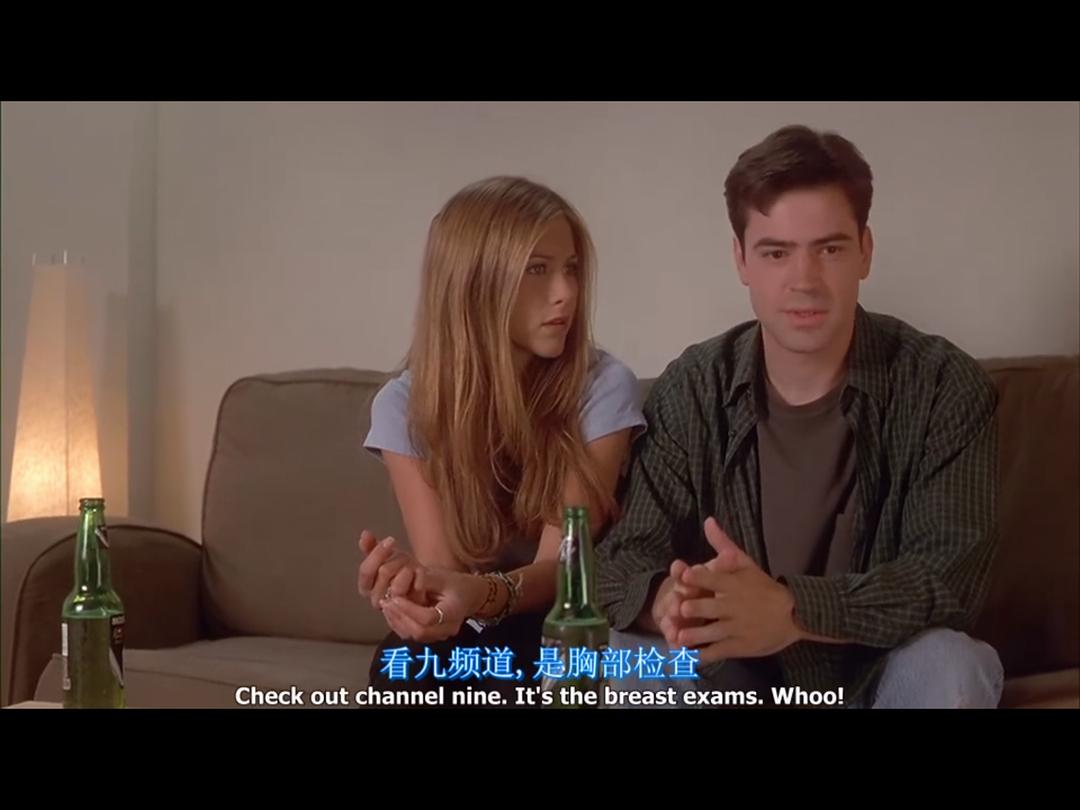 看九频道,是胸部检查
Check out channel nine. It's the breast exams. Whoo!